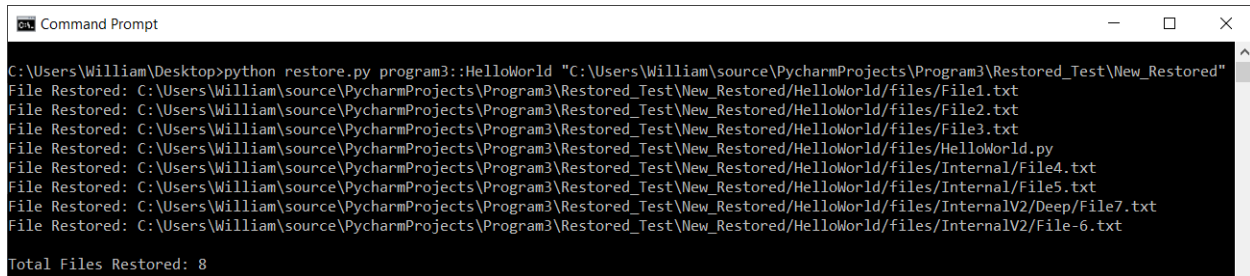 Command Prompt
C:\Users\William\Desktop>python restore.py program3::HelloWorld "C:\Users\William\source\PycharmProjects\Program3\Restored_Test\New_Restored"
File Restored: C:\Users\William\source\PycharmProjects\Program3\Restored_Test\New_Restored/HelloWorld/files/File1.txt
File Restored: C:\Users\William\source\PycharmProjects\Program3\Restored_Test\New_Restored/HelloWorld/files/File2.txt
File Restored: C:\Users\William\source\PycharmProjects\Program3\Restored_Test\New_Restored/HelloWorld/files/File3.txt
File Restored: C:\Users\William\source\PycharmProjects\Program3\Restored_Test\New_Restored/HelloWorld/files/HelloWorld.py
File Restored: C:\Users\William\source\PycharmProjects\Program3\Restored_Test\New_Restored/HelloWorld/files/Internal/File4.txt
File Restored: C:\Users\William\source\PycharmProjects\Program3\Restored_Test\New_Restored/HelloWorld/files/Internal/File5.txt
File Restored: C:\Users\William\source\PycharmProjects\Program3\Restored_Test\New_Restored/HelloWorld/files/InternalV2/Deep/File7.txt
File Restored: C:\Users\William\source\PycharmProjects\Program3\Restored_Test\New_Restored/HelloWorld/files/InternalV2/File-6.txt
Total Files Restored: 8